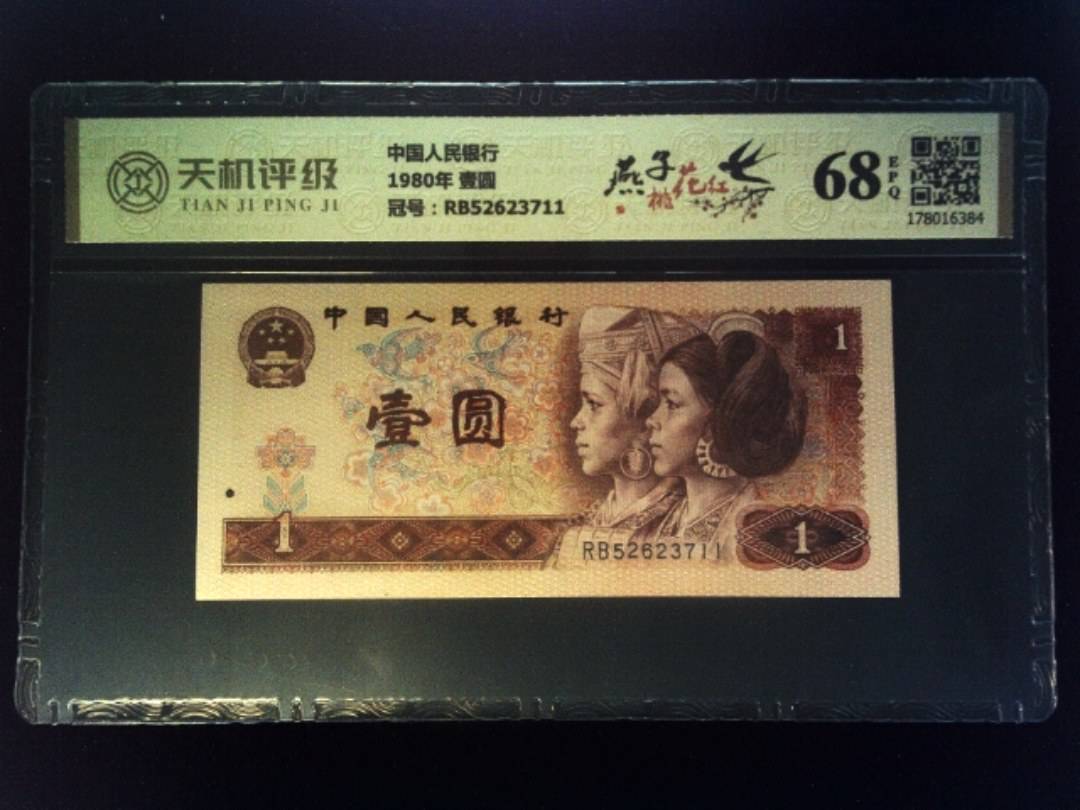 天机评级
TIAN JI PING JI
中国人民银行
1980年 壹圆
冠号：RB52623711
燕子
桃花红
68
EPQ
178016384
中国人民银行
1
壹圆
1
RB52623711
1